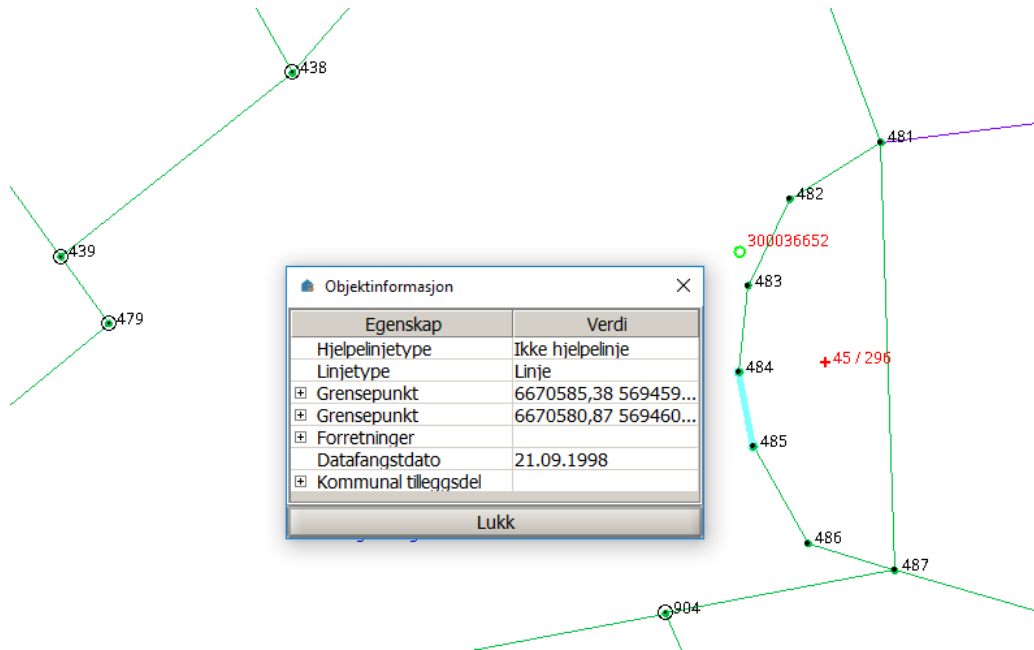 438
481
482
300036652
439
483
479
45 / 296
484
485
486
487
904
Objektinformasjon
Egenskap Verdi
Hjelpelinjetype Ikke hjelpelinje
Linjetype Linje
Grensepunkt 6670585,38 569459...
Grensepunkt 6670580,87 569460...
Forretninger
Datafangstdato 21.09.1998
Kommunal tilleggsdel
Lukk